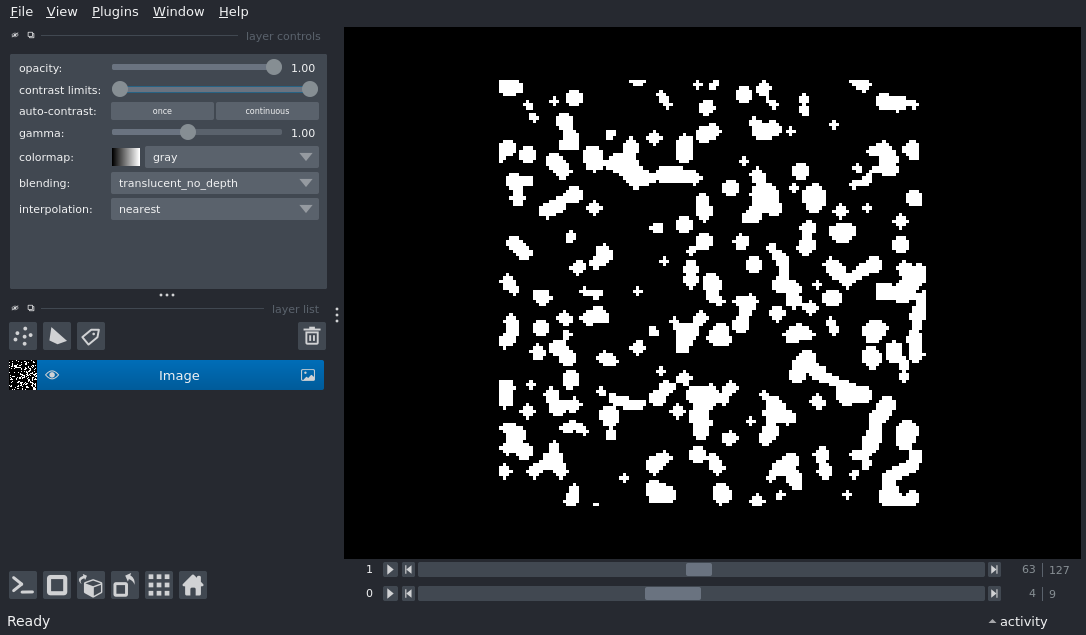 File View Plugins Window Help
layer controls
opacity: 1.00
contrast limits:
auto-contrast: once continuous
gamma: 1.00
colormap: gray
blending: translucent_no_depth
interpolation: nearest
layer list
Image
1 63 127
0 4 9
Ready activity